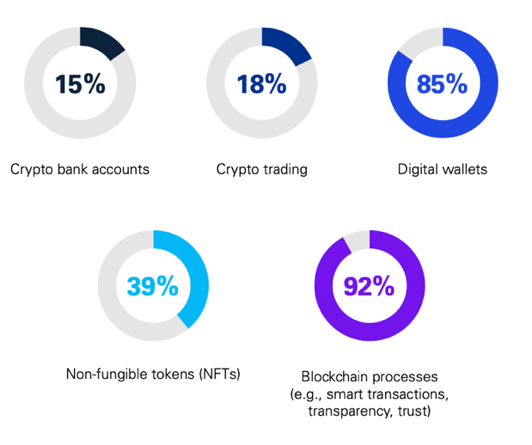 15%
18%
85%
Crypto bank accounts
Crypto trading
Digital wallets
39%
92%
Non-fungible tokens (NFTs)
Blockchain processes
(e.g., smart transactions,
transparency, trust)